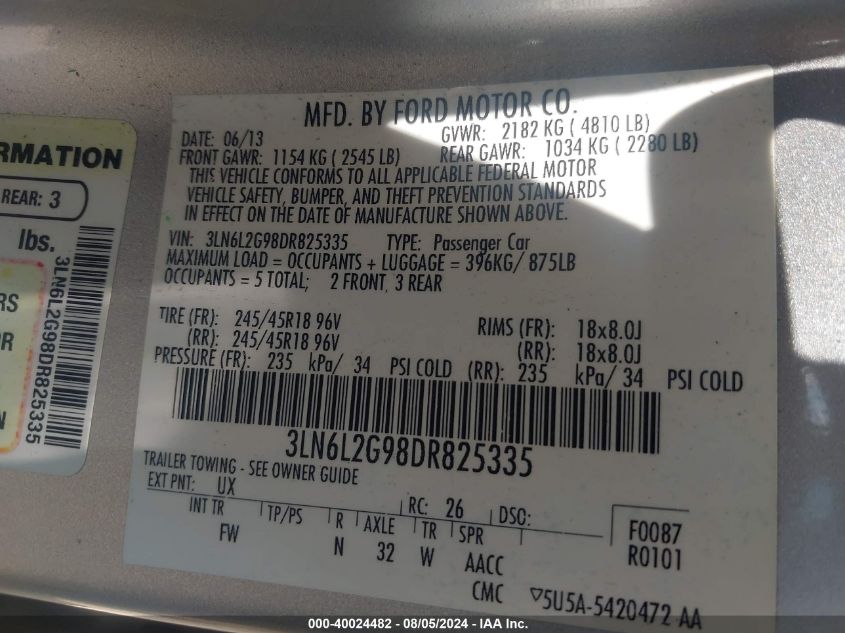 RMATION
REAR: 3
lbs.
RS
OR
N
3LN6L2G98DR825335
MFD. BY FORD MOTOR CO.
DATE: 06/13 GVWR: 2182 KG ( 4810 LB)
FRONT GAWR: 1154 KG ( 2545 LB) REAR GAWR: 1034 KG ( 2280 LB)
THIS VEHICLE CONFORMS TO ALL APPLICABLE FEDERAL MOTOR
VEHICLE SAFETY, BUMPER, AND THEFT PREVENTION STANDARDS
IN EFFECT ON THE DATE OF MANUFACTURE SHOWN ABOVE.
VIN: 3LN6L2G98DR825335 TYPE: Passenger Car
MAXIMUM LOAD = OCCUPANTS + LUGGAGE = 396KG/ 875LB
OCCUPANTS = 5 TOTAL; 2 FRONT, 3 REAR
TIRE (FR): 245/45R18 96V RIMS (FR): 18x8.0J
(RR): 245/45R18 96V (RR): 18x8.0J
PRESSURE (FR): 235 kPa/ 34 PSI COLD (RR): 235 kPa/ 34 PSI COLD
3LN6L2G98DR825335
TRAILER TOWING - SEE OWNER GUIDE
EXT PNT: UX RC: 26 DSO: F0087
INT TR TP/PS R AXLE TR SPR R0101
FW N 32 W AACC
CMC ▽5U5A-5420472 AA
000-40024482 - 08/05/2024 - IAA Inc.